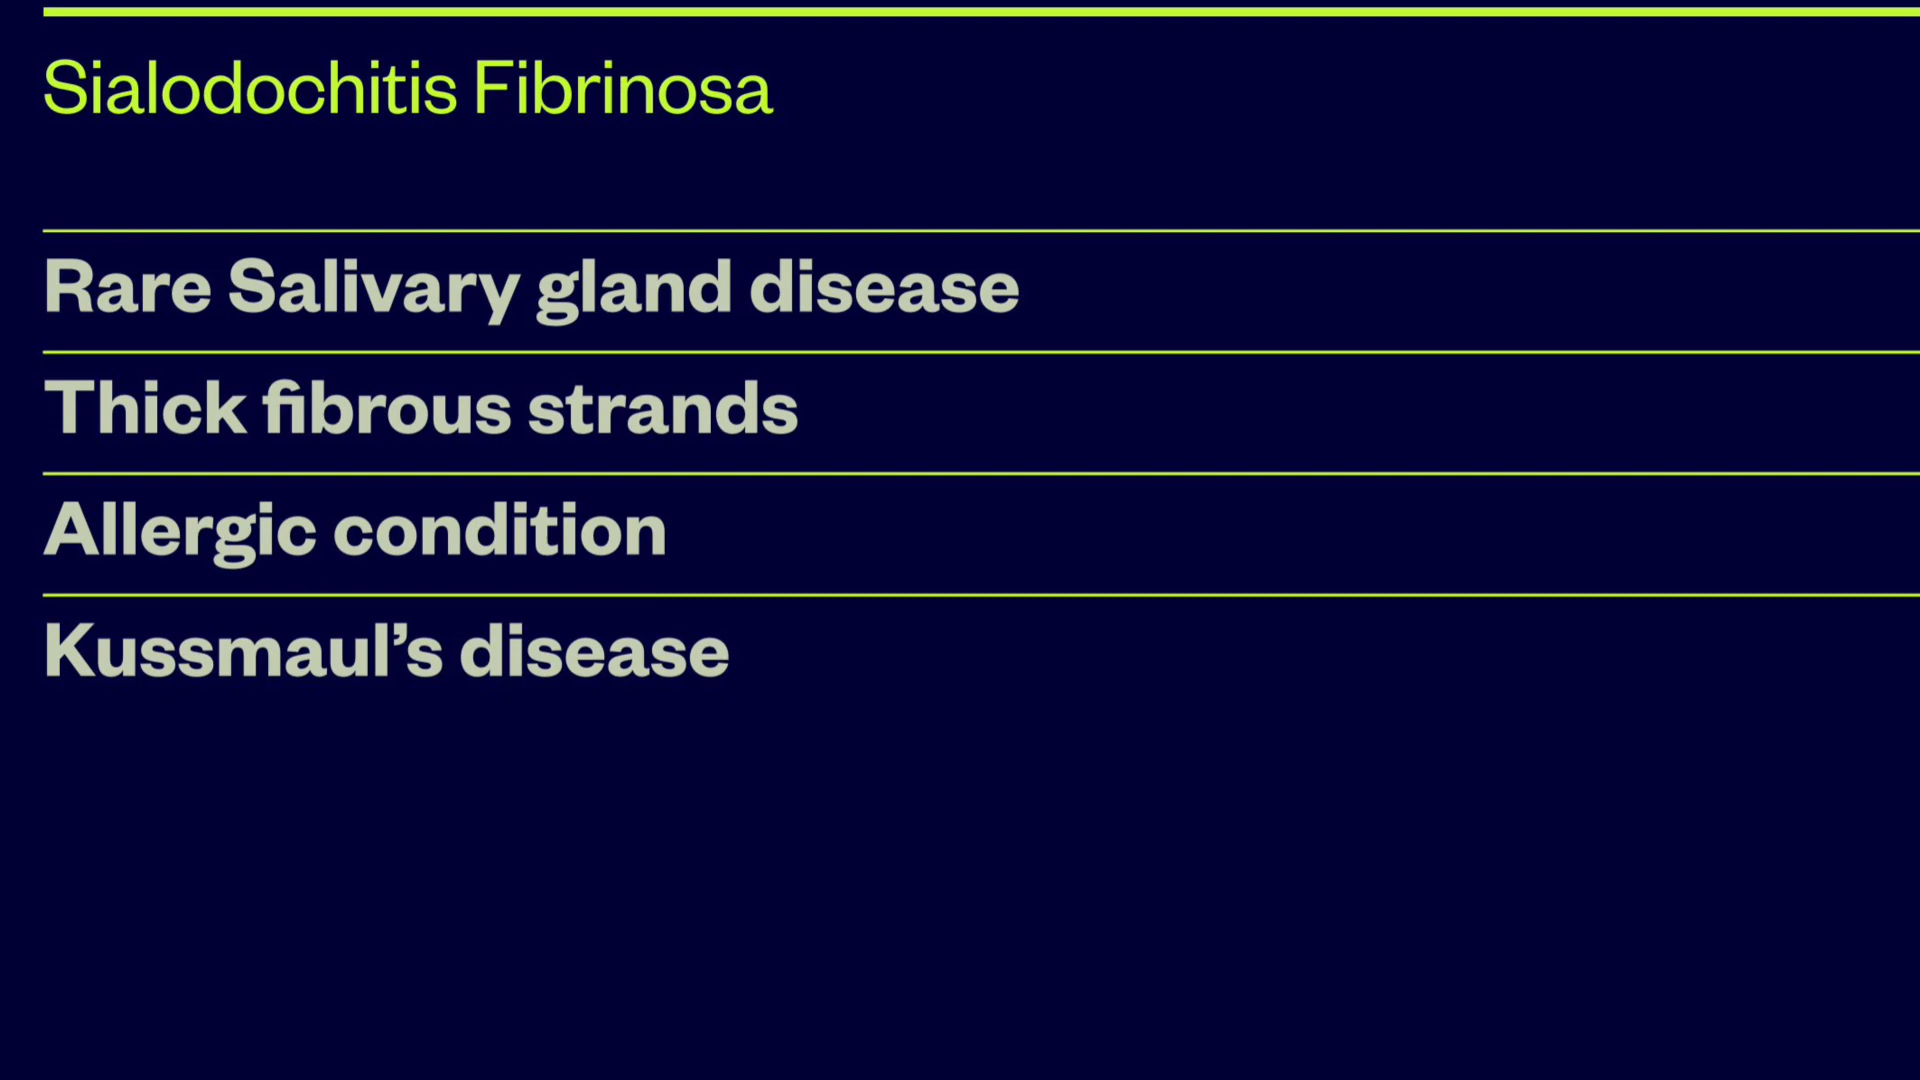 Sialodochitis Fibrinosa
Rare Salivary gland disease
Thick fibrous strands
Allergic condition
Kussmaul’s disease